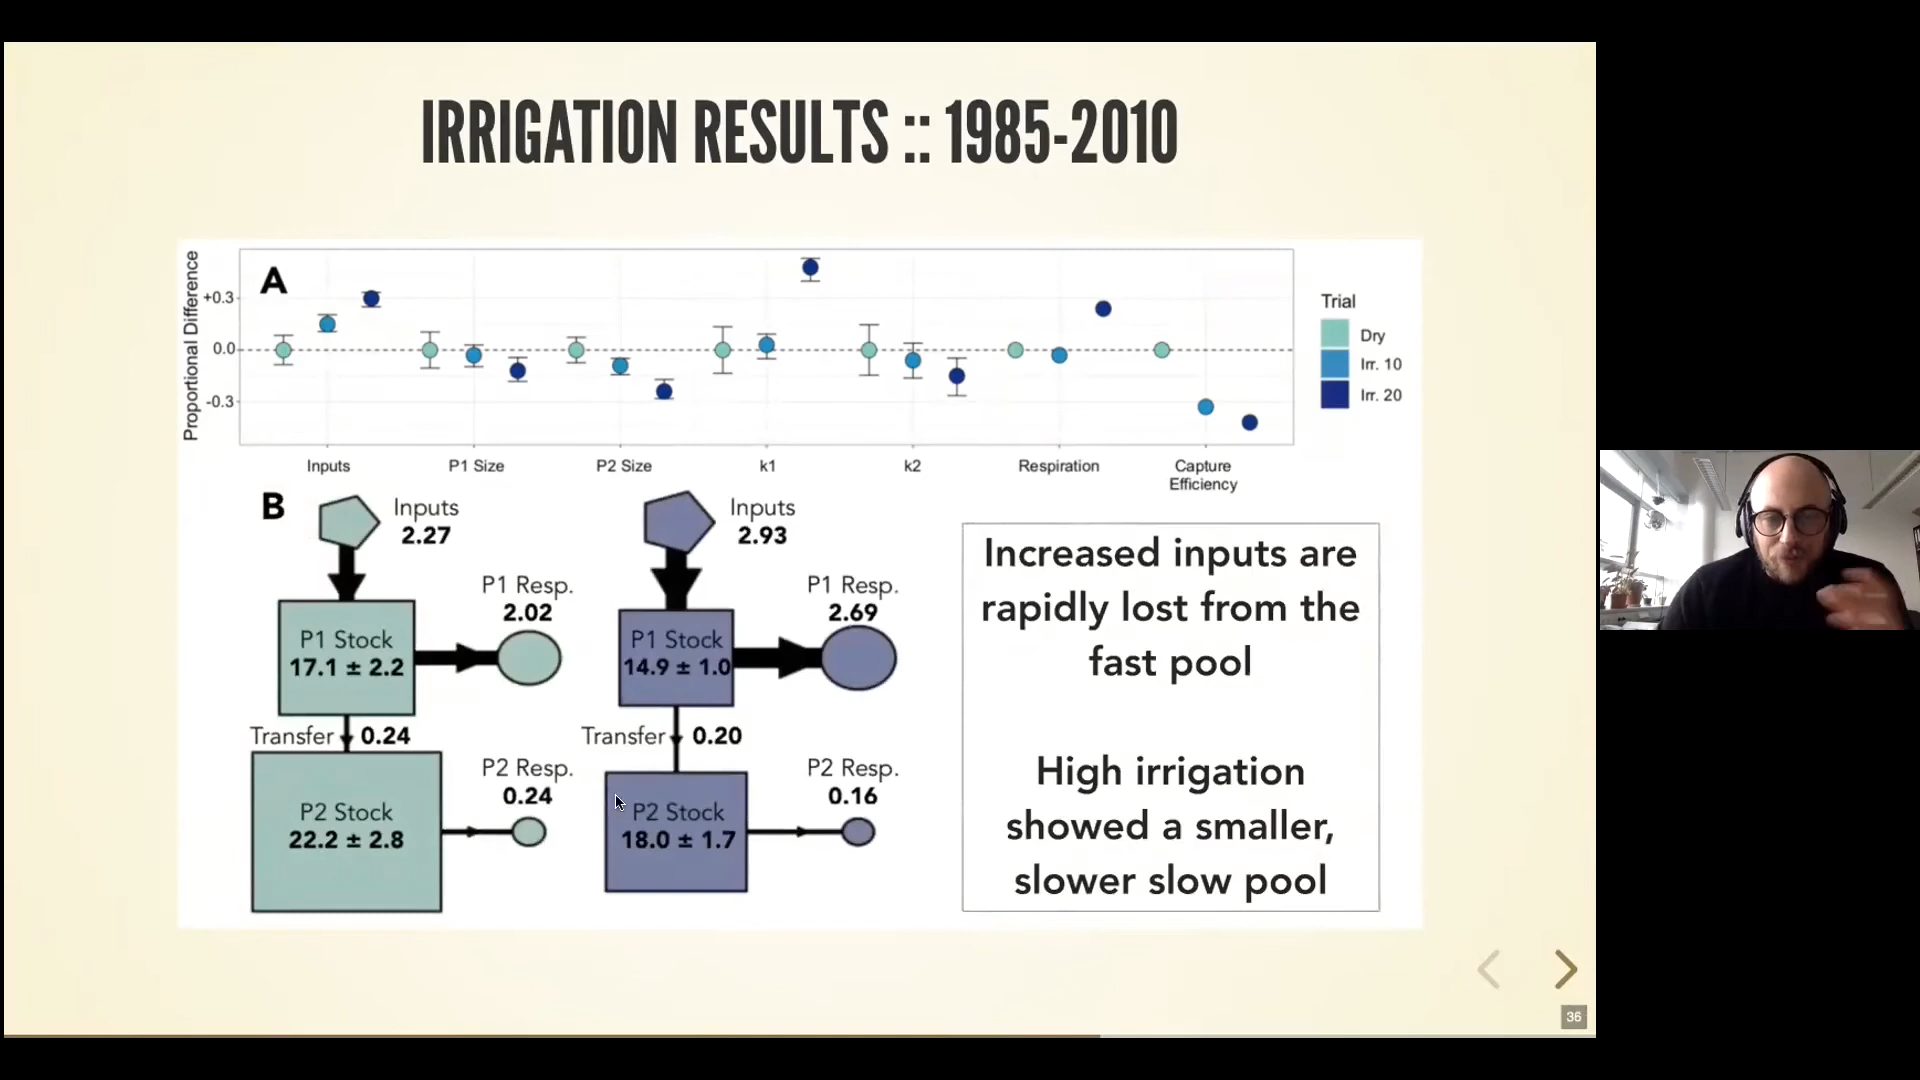 IRRIGATION RESULTS :: 1985-2010
Proportional Difference
+0.3
0.0
-0.3
A
Inputs
P1 Size
P2 Size
k1
k2
Respiration
Capture
Efficiency
Trial
Dry
Irr. 10
Irr. 20
B
Inputs
2.27
P1 Resp.
2.02
P1 Stock
17.1 ± 2.2
Transfer
0.24
P2 Resp.
0.24
P2 Stock
22.2 ± 2.8
Inputs
2.93
P1 Resp.
2.69
P1 Stock
14.9 ± 1.0
Transfer
0.20
P2 Resp.
0.16
P2 Stock
18.0 ± 1.7
Increased inputs are
rapidly lost from the
fast pool
High irrigation
showed a smaller,
slower slow pool
36